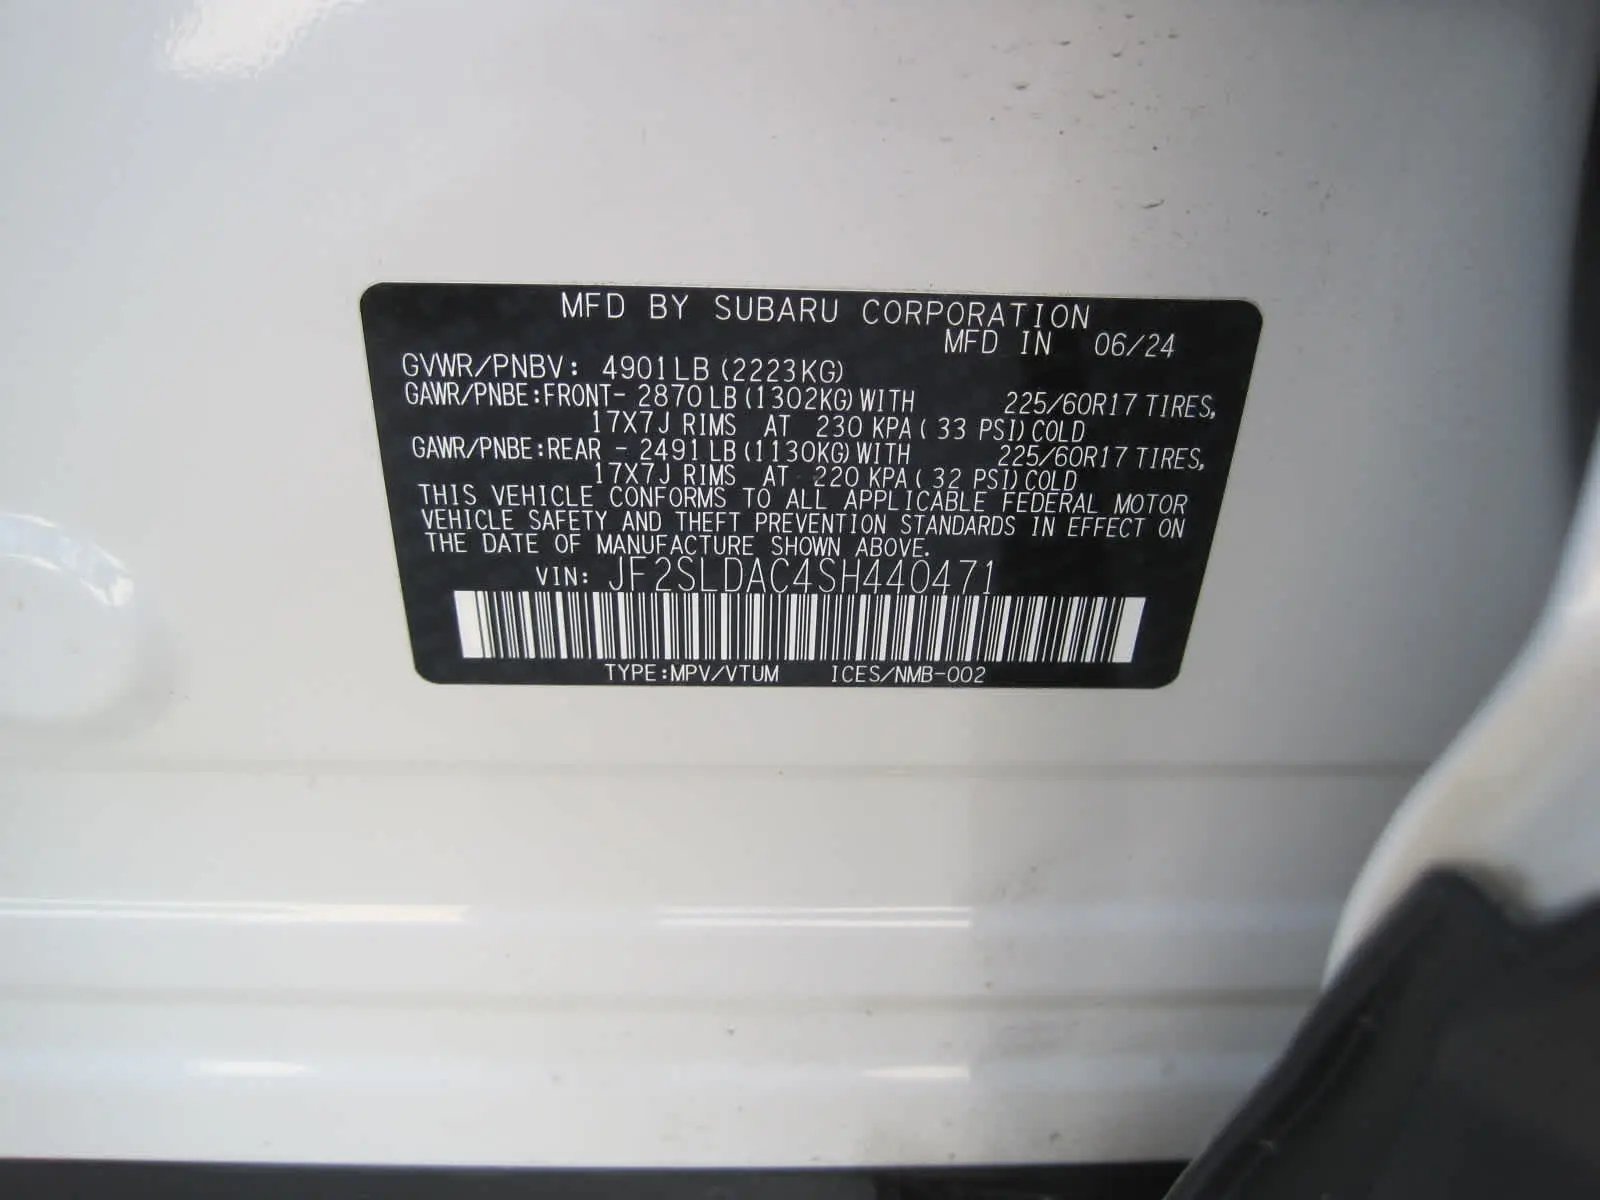 MFD BY SUBARU CORPORATION
MFD IN 06/24
GVWR/PNBV: 4901LB (2223KG)
GAWR/PNBE:FRONT- 2870LB(1302KG)WITH 225/60R17 TIRES,
17X7J RIMS AT 230 KPA( 33 PSI)COLD
GAWR/PNBE:REAR - 2491LB(1130KG)WITH 225/60R17 TIRES,
17X7J RIMS AT 220 KPA( 32 PSI)COLD
THIS VEHICLE CONFORMS TO ALL APPLICABLE FEDERAL MOTOR
VEHICLE SAFETY AND THEFT PREVENTION STANDARDS IN EFFECT ON
THE DATE OF MANUFACTURE SHOWN ABOVE.
VIN: JF2SLDAC4SH440471
TYPE:MPV/VTUM ICES/NMB-002